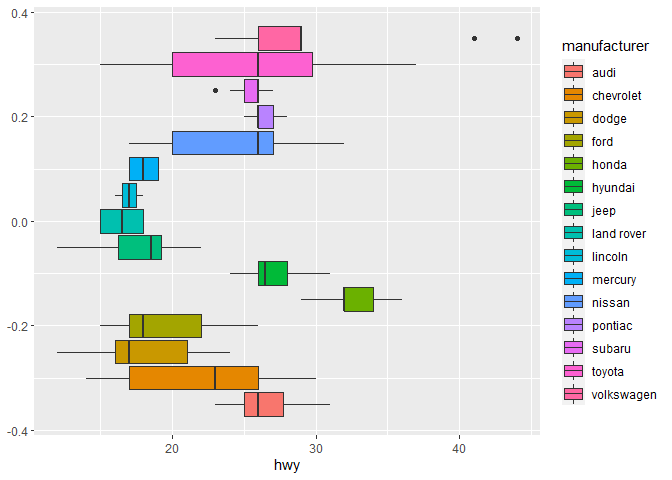 0.4
0.2
0.0
-0.2
-0.4
20 30 40
hwy
manufacturer
audi
chevrolet
dodge
ford
honda
hyundai
jeep
land rover
lincoln
mercury
nissan
pontiac
subaru
toyota
volkswagen